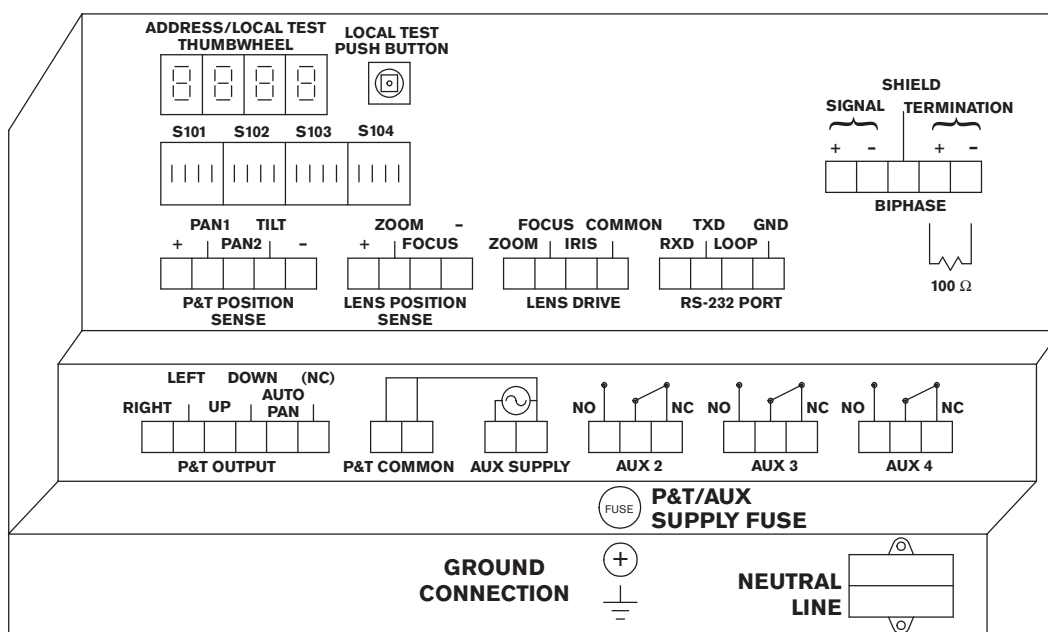 ADDRESS/LOCAL TEST
THUMBWHEEL
LOCAL TEST
PUSH BUTTON
S101 S102 S103 S104
SHIELD
SIGNAL TERMINATION
+ – + –
BIPHASE
100 Ω
PAN1 TILT
+ PAN2 –
P&T POSITION
SENSE
ZOOM –
+ FOCUS
LENS POSITION
SENSE
FOCUS COMMON
ZOOM IRIS
LENS DRIVE
TXD GND
RXD LOOP
RS-232 PORT
LEFT DOWN (NC)
RIGHT UP AUTO
PAN
P&T OUTPUT
P&T COMMON
AUX SUPPLY
NO NC
AUX 2
NO NC
AUX 3
NO NC
AUX 4
FUSE
P&T/AUX
SUPPLY FUSE
GROUND
CONNECTION
+
NEUTRAL
LINE